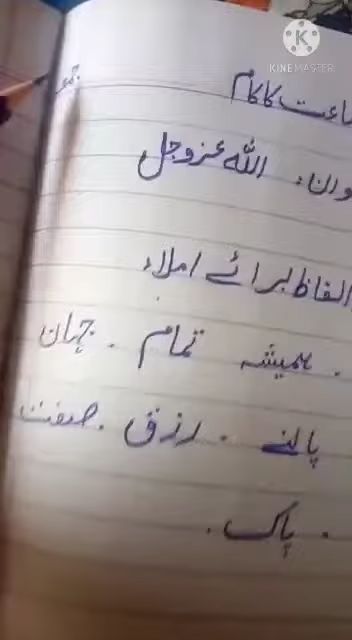 KINEMASTER
کا کام
اللہ عزوجل
الفاظ برائے املاء
ہمیشہ تمام . جہان
پالنے . رزق . صفت
. پاک .